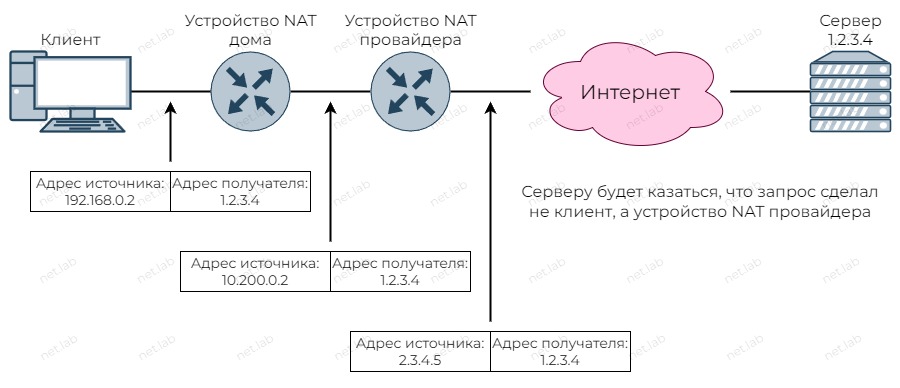 Клиент
Устройство NAT
дома
Устройство NAT
провайдера
Сервер
1.2.3.4
Интернет
Адрес источника:
192.168.0.2
Адрес получателя:
1.2.3.4
Серверу будет казаться, что запрос сделал
не клиент, а устройство NAT провайдера
Адрес источника:
10.200.0.2
Адрес получателя:
1.2.3.4
Адрес источника:
2.3.4.5
Адрес получателя:
1.2.3.4
net.lab